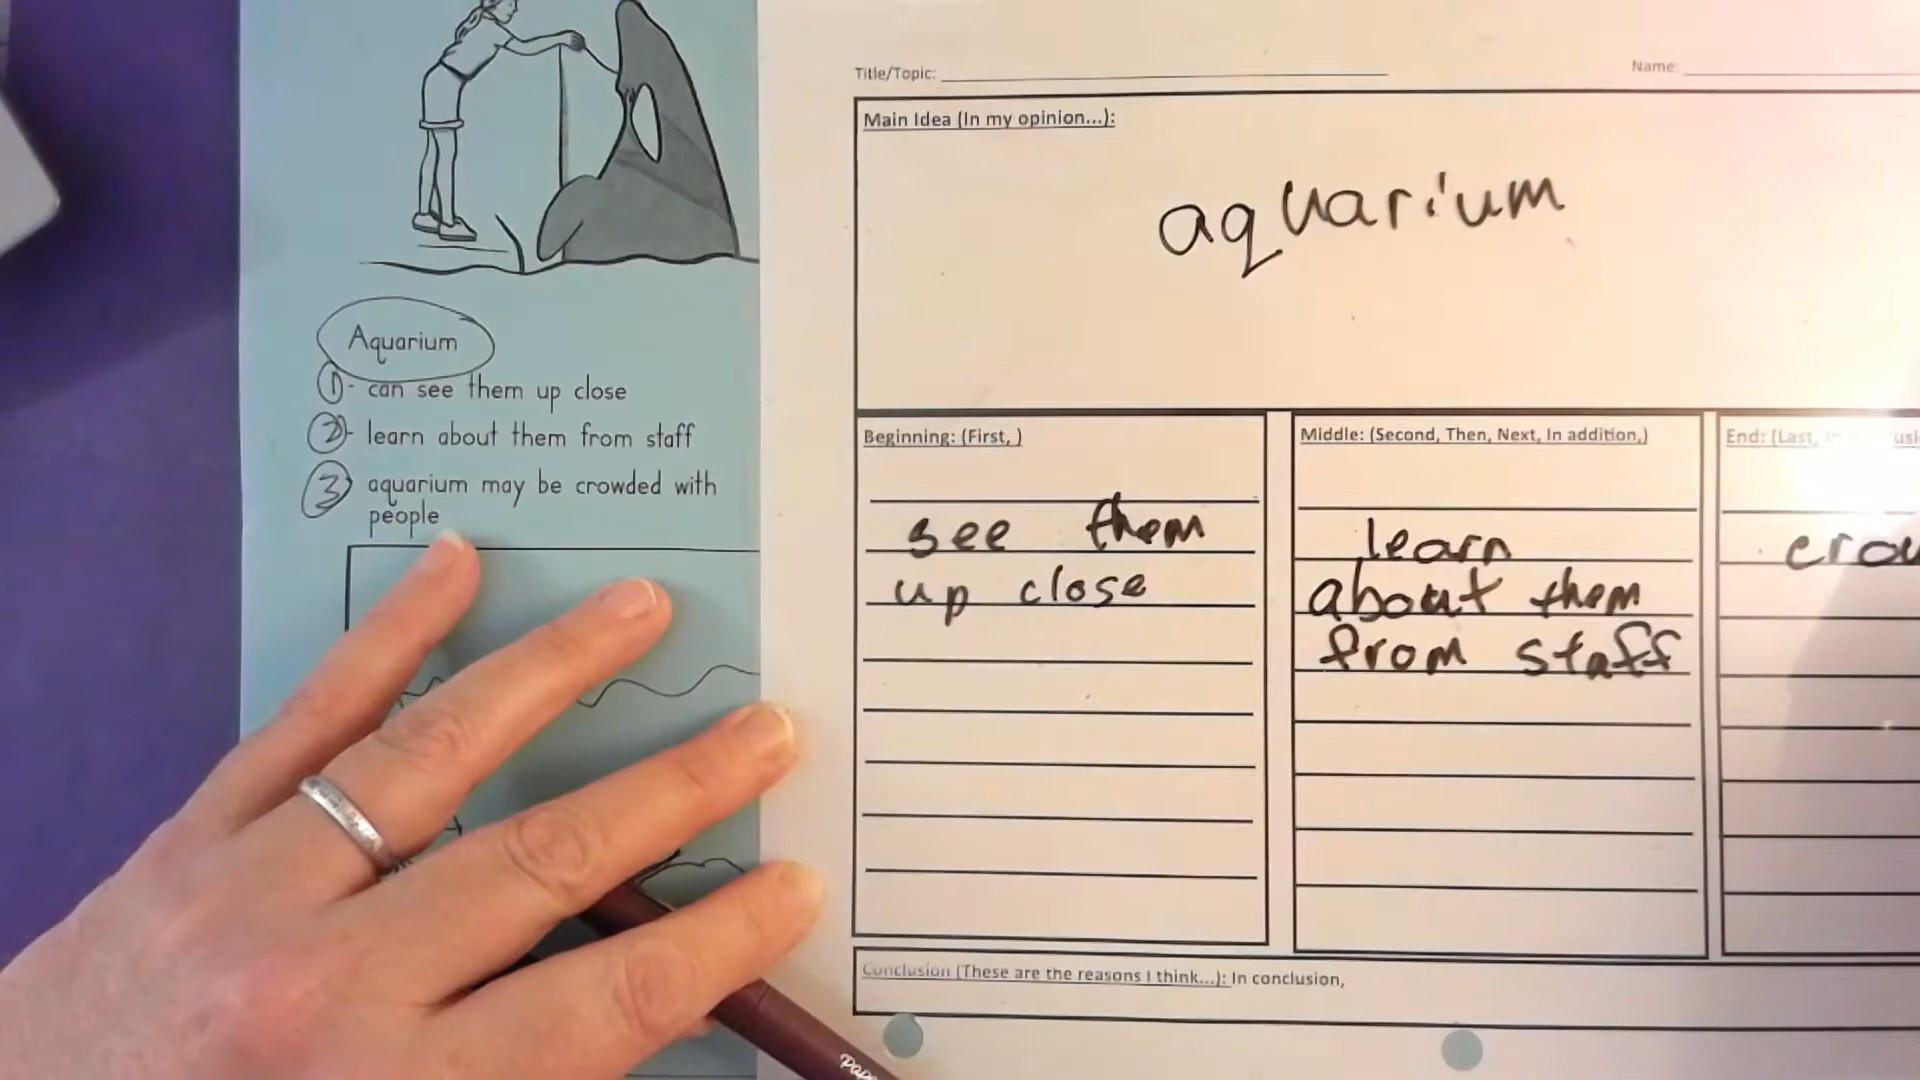 Aquarium
1- can see them up close
2- learn about them from staff
3 aquarium may be crowded with
people
Title/Topic:
Name:
Main Idea (In my opinion...):
aquarium
Beginning: (First, )
see them
up close
Middle: (Second, Then, Next, In addition,)
learn
about them
from staff
End: (Last,
Conclusion (These are the reasons I think...): In conclusion,